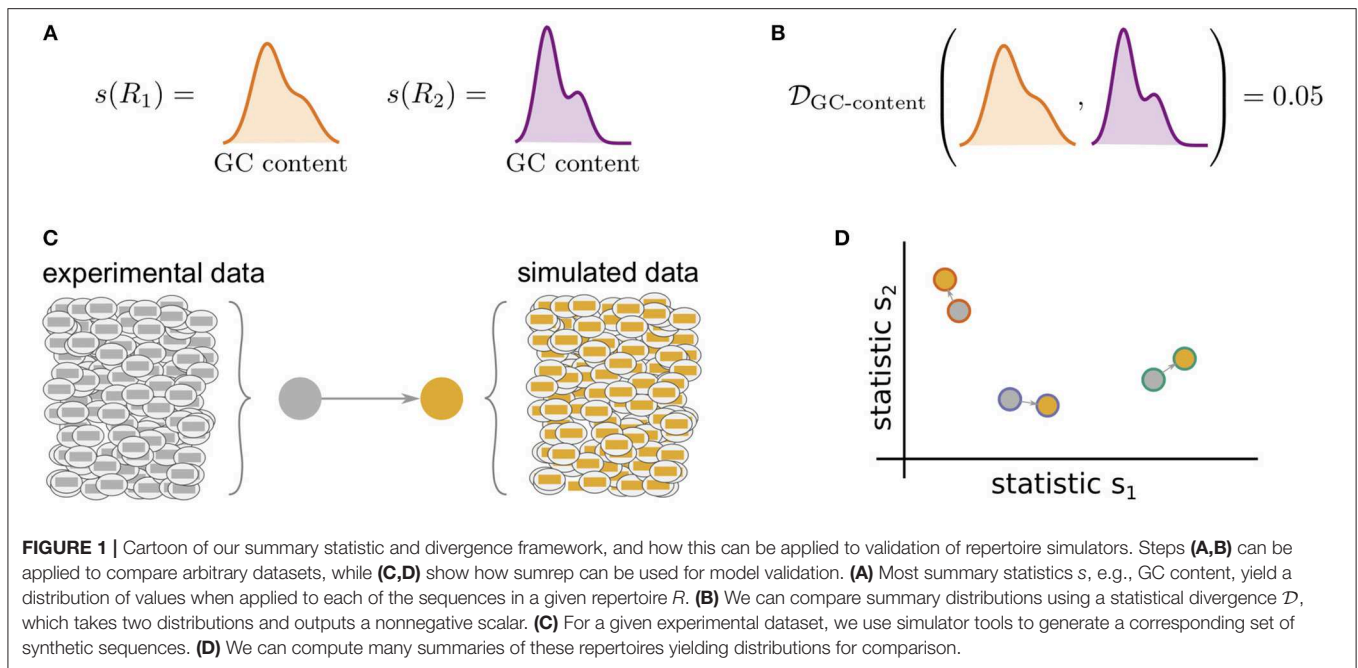 A
B
s(R₁) =
GC content
s(R₂) =
GC content
𝒟GC-content ( , ) = 0.05
C
experimental data
simulated data
D
statistic s₂
statistic s₁
FIGURE 1 | Cartoon of our summary statistic and divergence framework, and how this can be applied to validation of repertoire simulators. Steps (A,B) can be
applied to compare arbitrary datasets, while (C,D) show how sumrep can be used for model validation. (A) Most summary statistics s, e.g., GC content, yield a
distribution of values when applied to each of the sequences in a given repertoire R. (B) We can compare summary distributions using a statistical divergence 𝒟,
which takes two distributions and outputs a nonnegative scalar. (C) For a given experimental dataset, we use simulator tools to generate a corresponding set of
synthetic sequences. (D) We can compute many summaries of these repertoires yielding distributions for comparison.